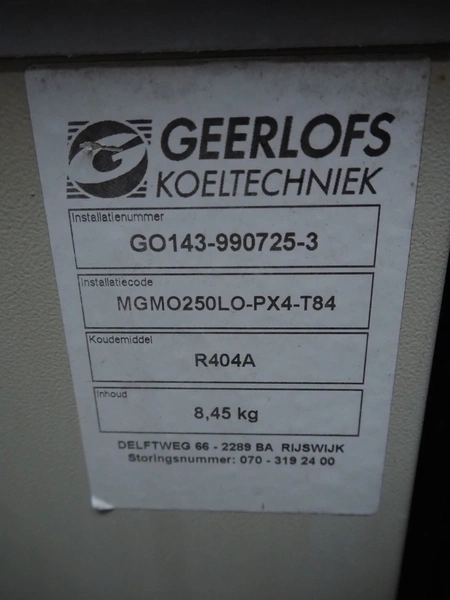 GEERLOFS
KOELTECHNIEK
Installatienummer
GO143-990725-3
Installatiecode
MGMO250LO-PX4-T84
Koudemiddel
R404A
Inhoud
8,45 kg
DELFTWEG 66 - 2289 BA RIJSWIJK
Storingsnummer: 070 - 319 24 00